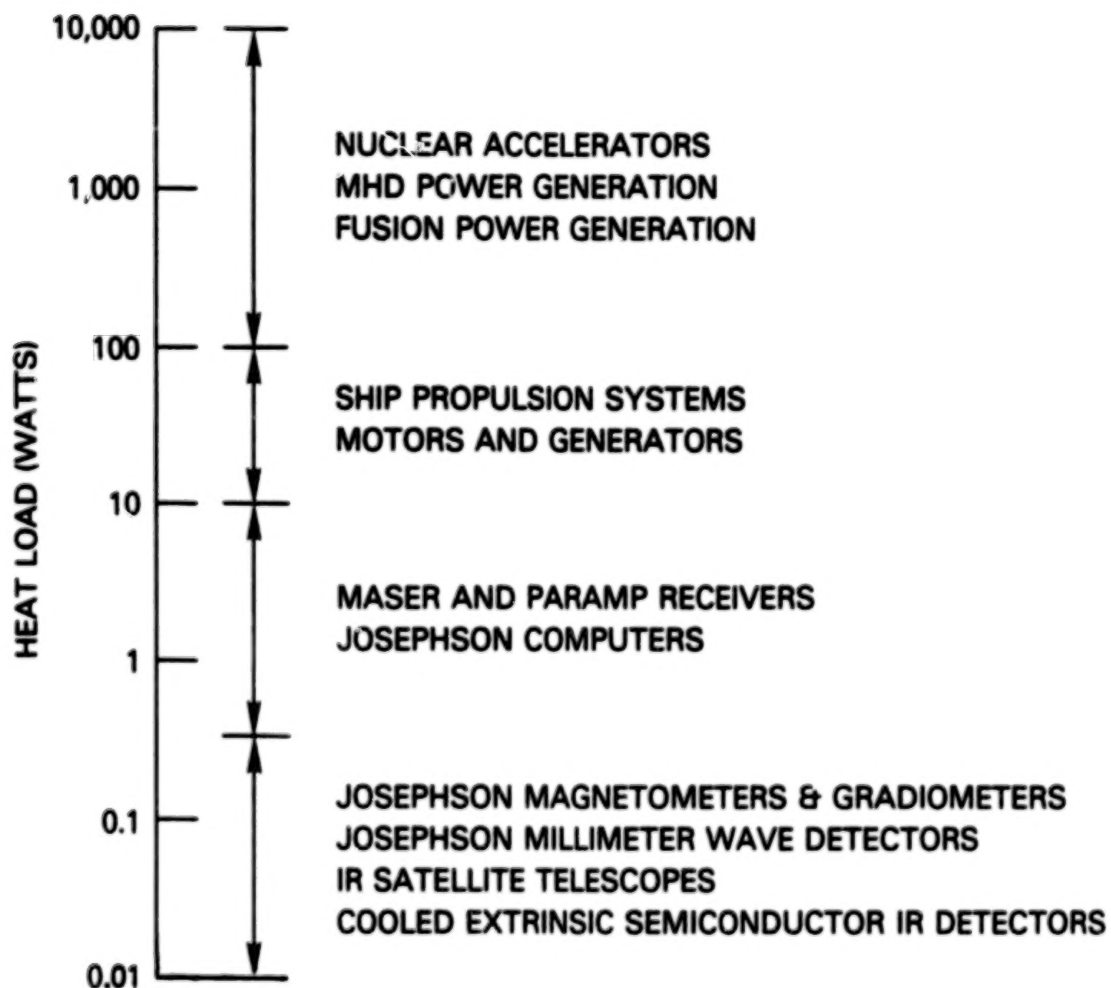 10,000
NUCLEAR ACCELERATORS
1,000
MHD POWER GENERATION
FUSION POWER GENERATION
100
HEAT LOAD (WATTS)
SHIP PROPULSION SYSTEMS
MOTORS AND GENERATORS
10
MASER AND PARAMP RECEIVERS
JOSEPHSON COMPUTERS
1
JOSEPHSON MAGNETOMETERS & GRADIOMETERS
0.1
JOSEPHSON MILLIMETER WAVE DETECTORS
IR SATELLITE TELESCOPES
COOLED EXTRINSIC SEMICONDUCTOR IR DETECTORS
0.01